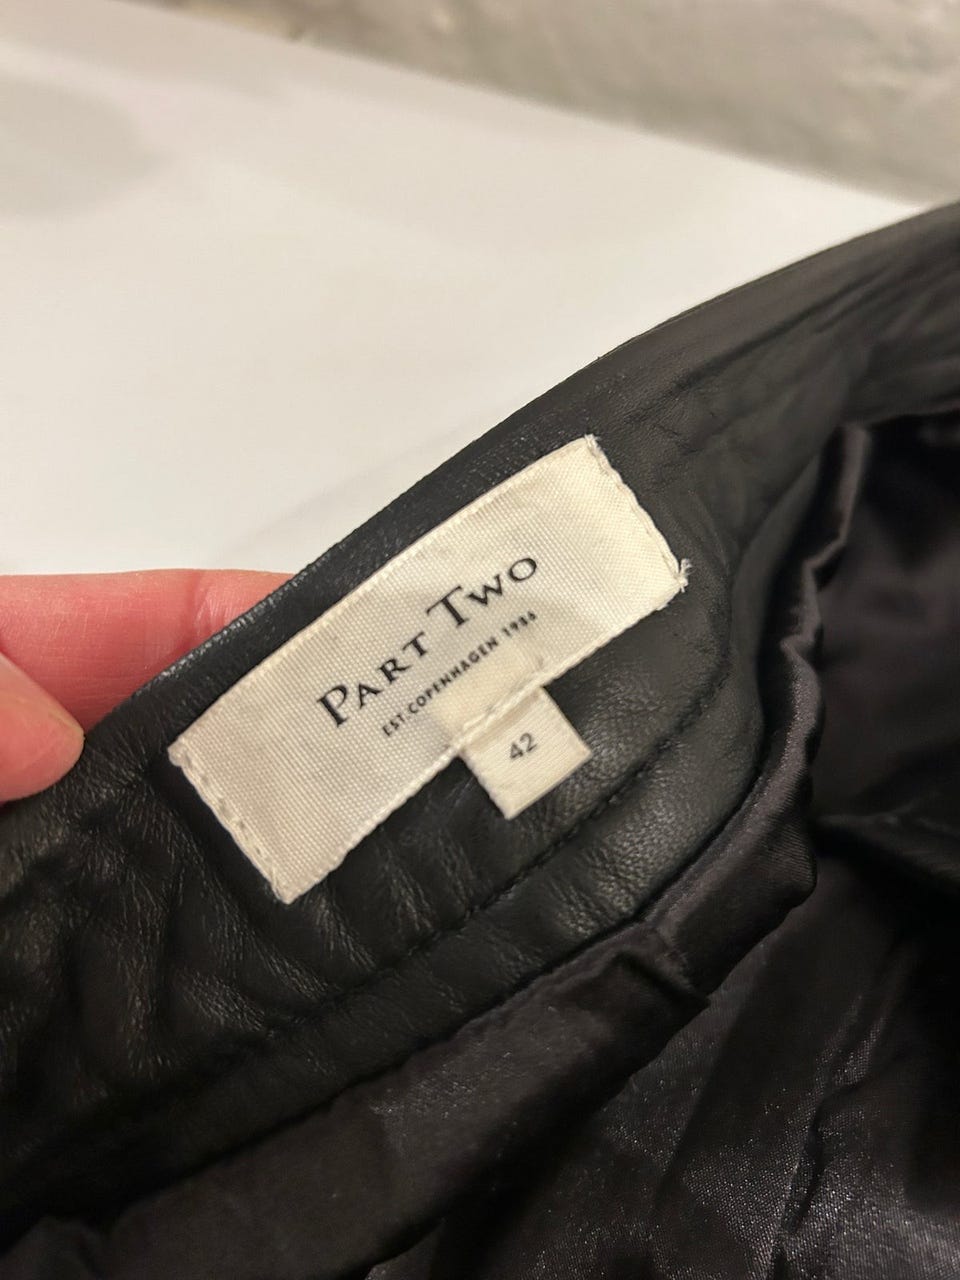 PART TWO
EST. COPENHAGEN 1986
42